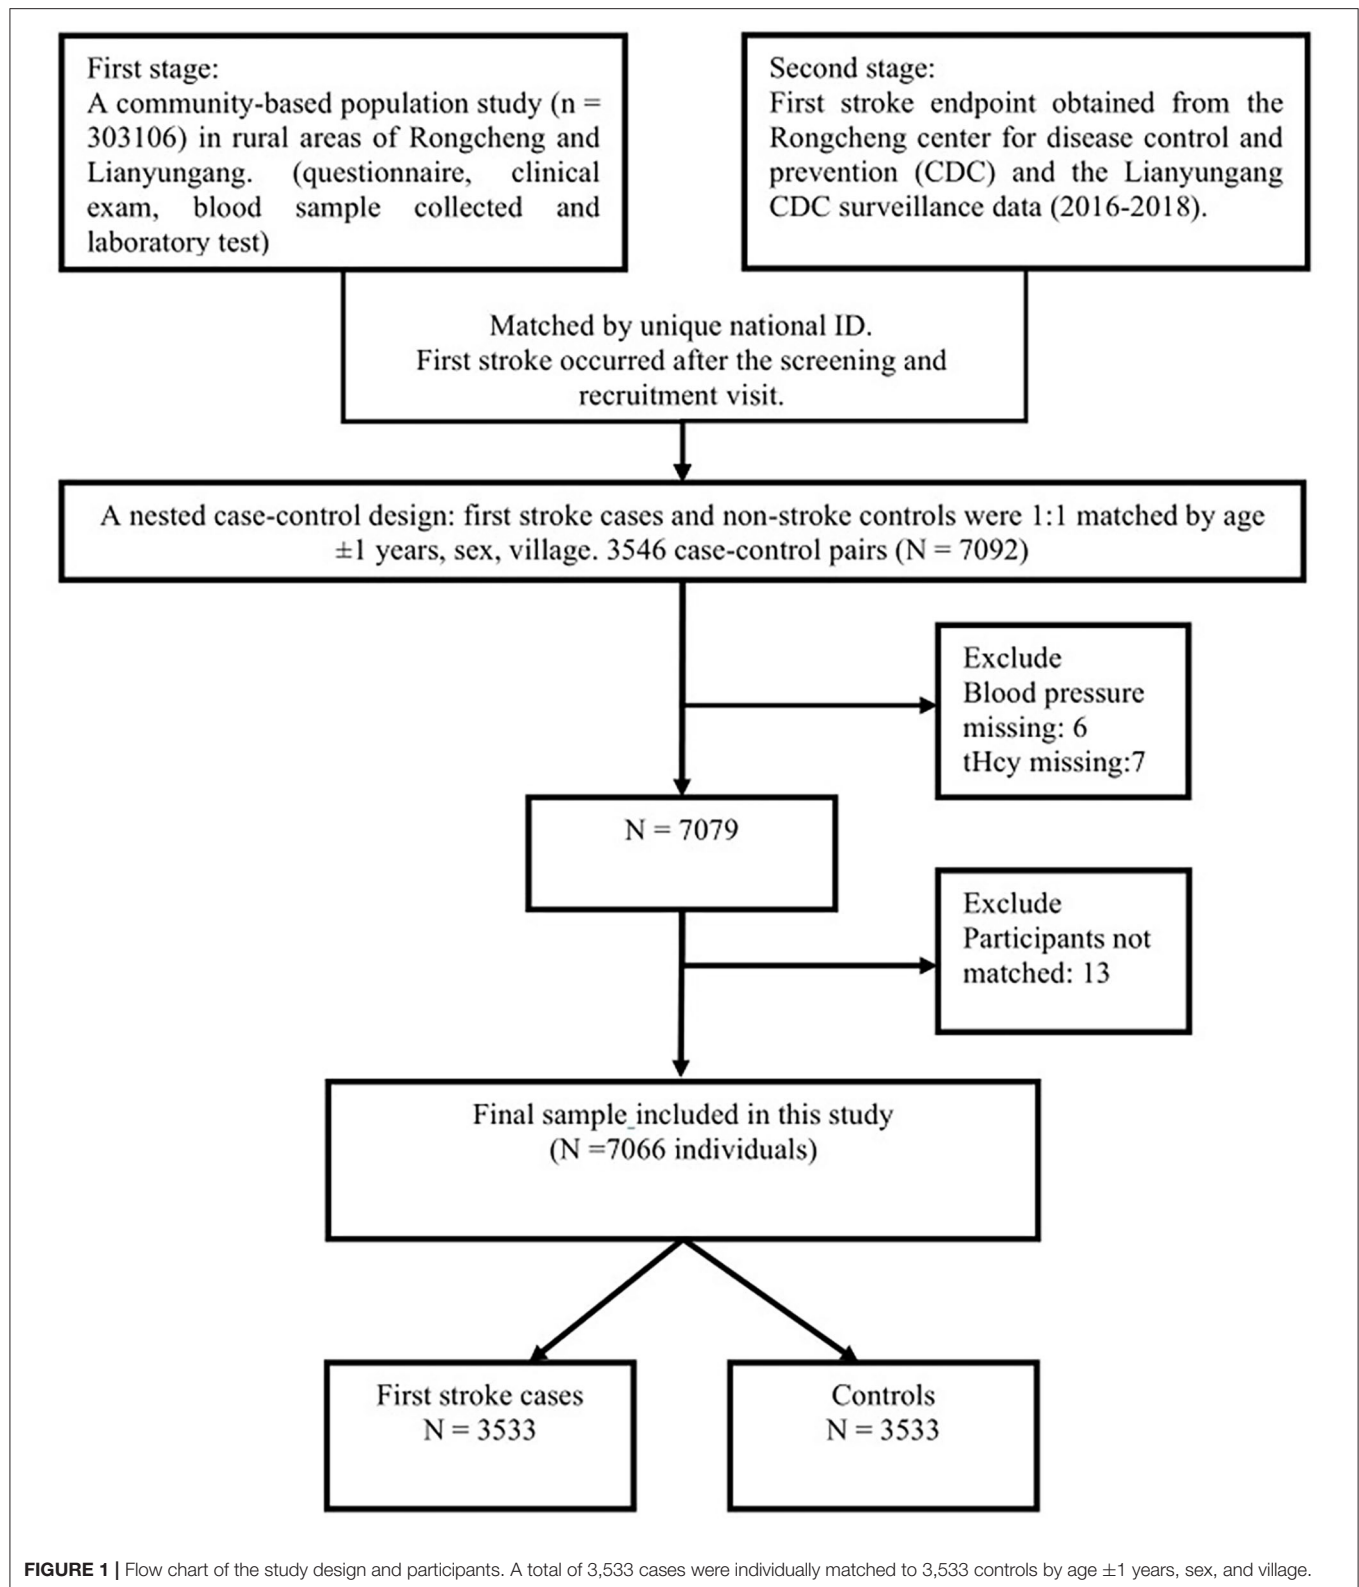 First stage:
A community-based population study (n =
303106) in rural areas of Rongcheng and
Lianyungang. (questionnaire, clinical
exam, blood sample collected and
laboratory test)
Second stage:
First stroke endpoint obtained from the
Rongcheng center for disease control and
prevention (CDC) and the Lianyungang
CDC surveillance data (2016-2018).
Matched by unique national ID.
First stroke occurred after the screening and
recruitment visit.
A nested case-control design: first stroke cases and non-stroke controls were 1:1 matched by age
±1 years, sex, village. 3546 case-control pairs (N = 7092)
Exclude
Blood pressure
missing: 6
tHcy missing:7
N = 7079
Exclude
Participants not
matched: 13
Final sample included in this study
(N =7066 individuals)
First stroke cases
N = 3533
Controls
N = 3533
FIGURE 1 | Flow chart of the study design and participants. A total of 3,533 cases were individually matched to 3,533 controls by age ±1 years, sex, and village.